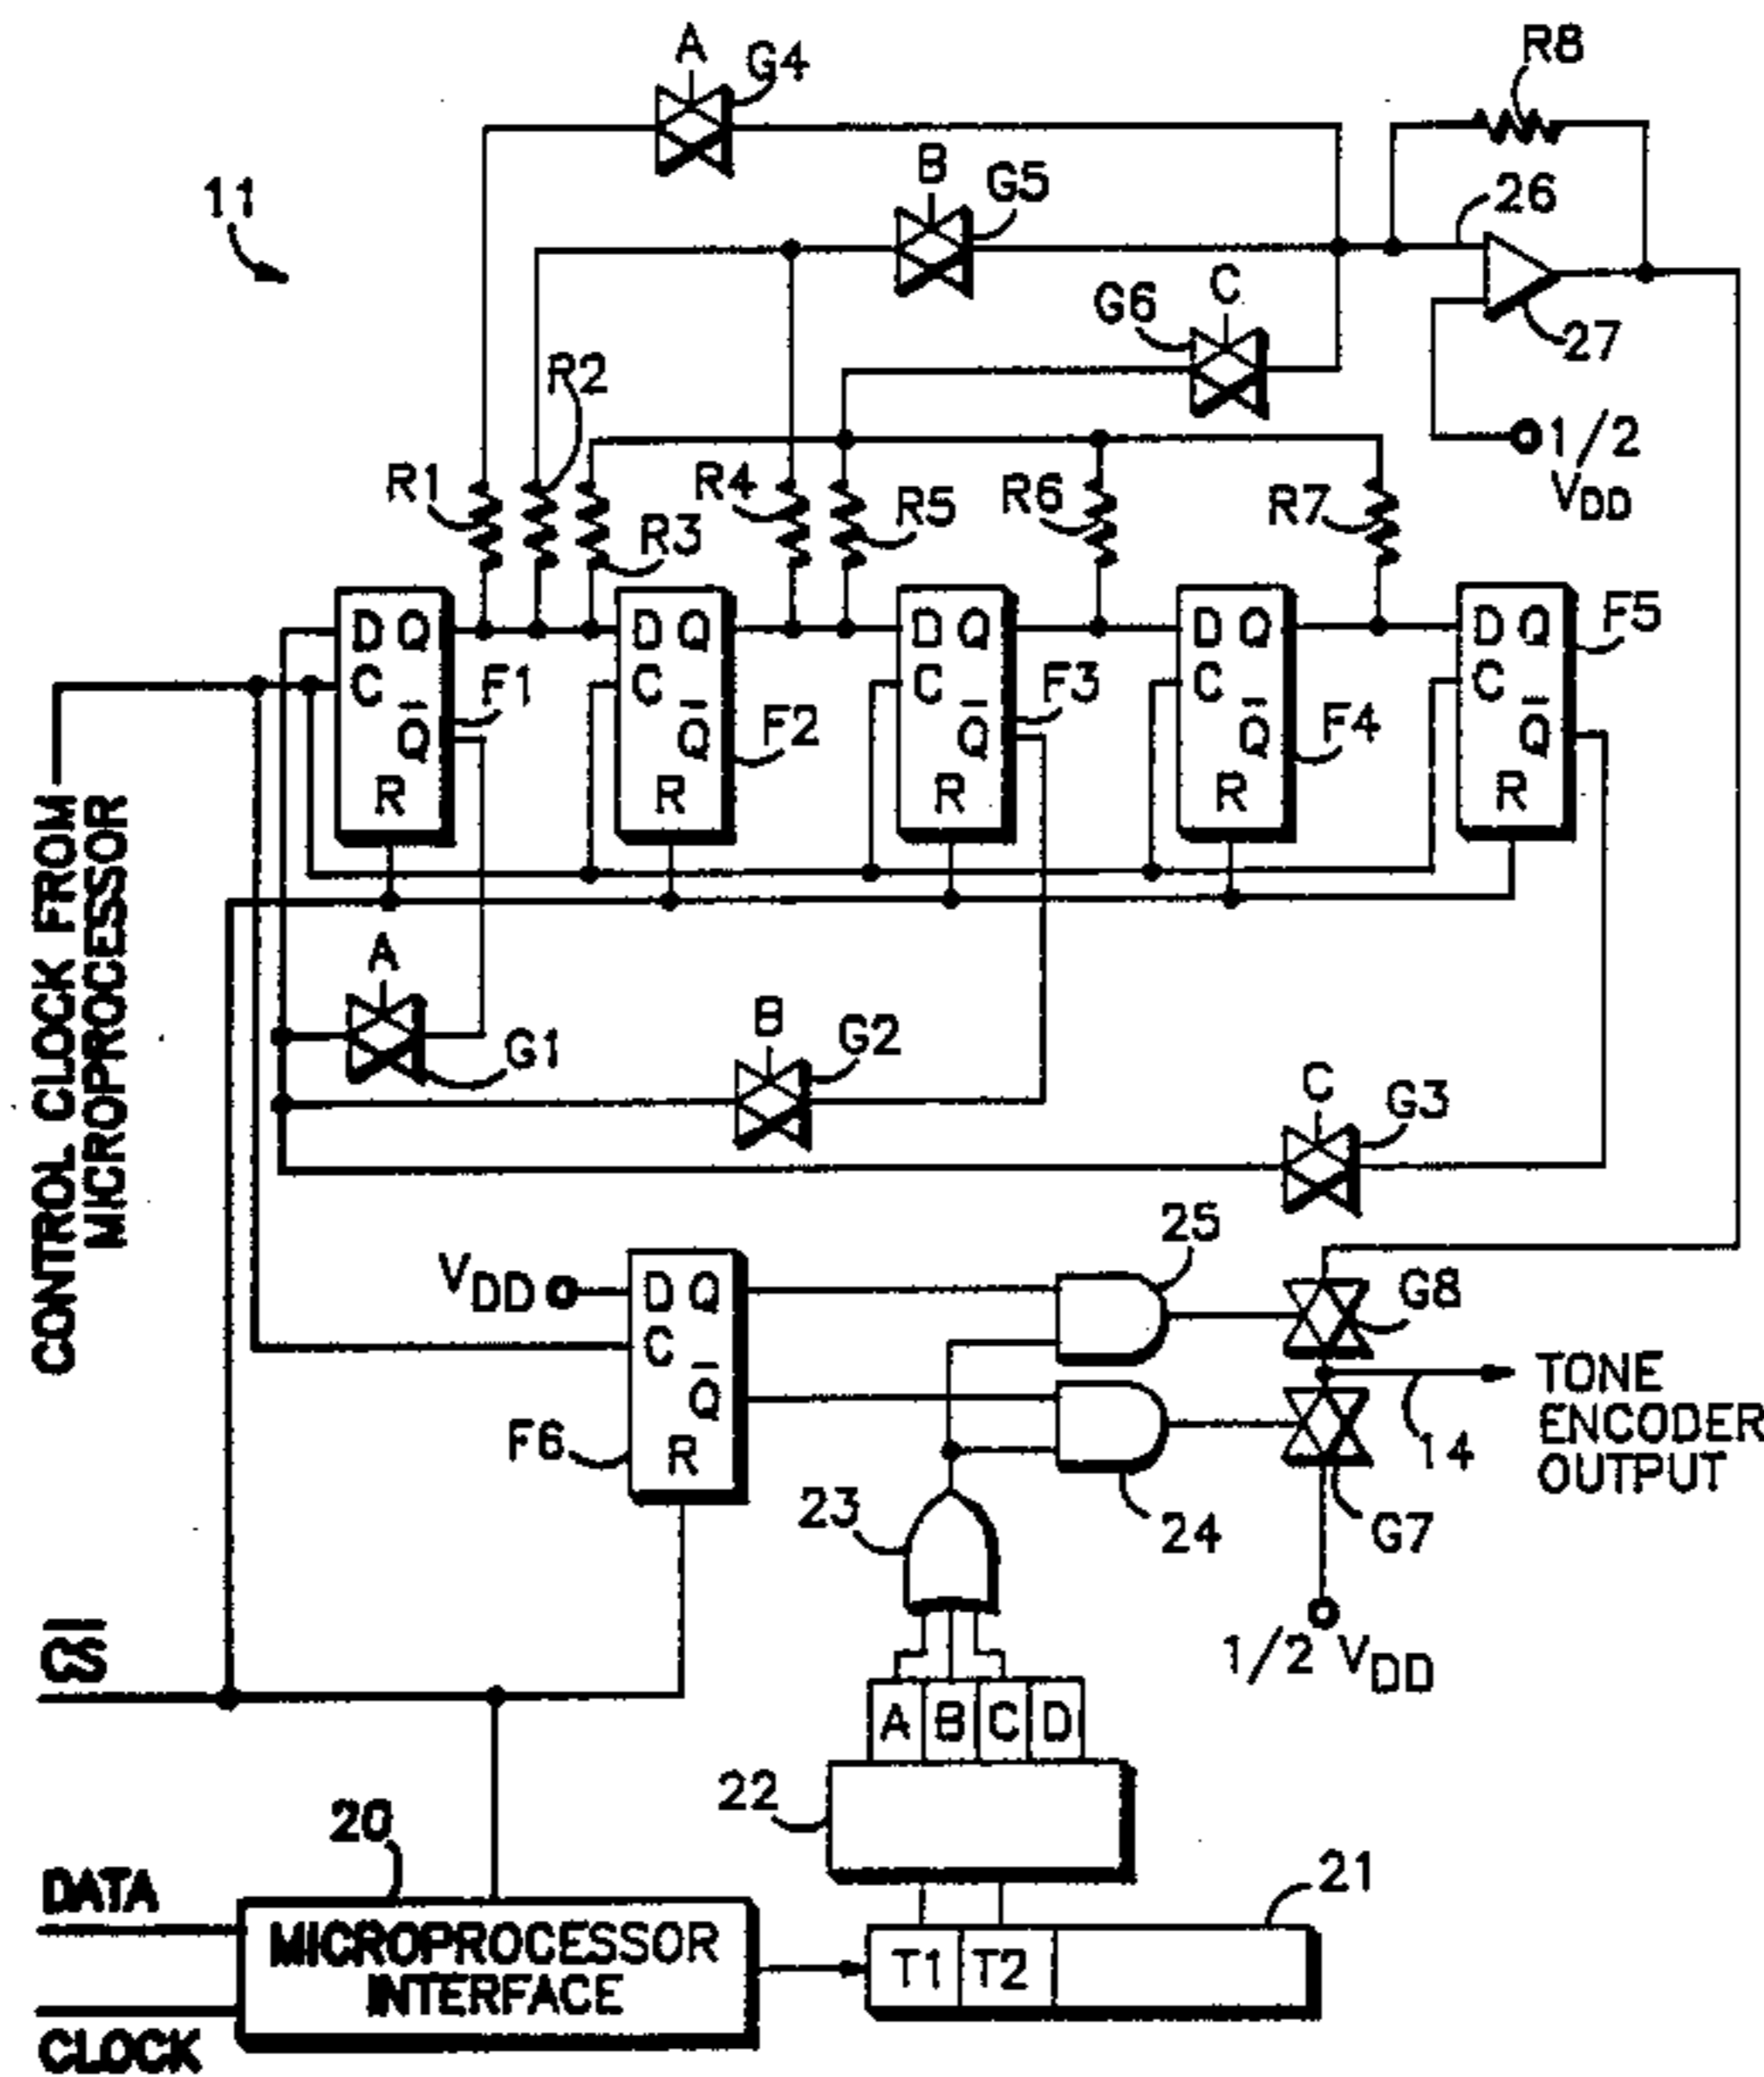 A
G4
R8
11
B
G5
26
G6
C
27
R2
1/2
VDD
R1
R3
R4
R5
R6
R7
D Q
C
Q̅
R
F1
D Q
C
Q̅
R
F2
D Q
C
Q̅
R
F3
D Q
C
Q̅
R
F4
D Q
C
Q̅
R
F5
CONTROL CLOCK FROM
MICROPROCESSOR
A
G1
B
G2
C
G3
VDD
D Q
C
Q̅
R
F6
25
G8
TONE
ENCODER
OUTPUT
14
24
G7
23
1/2 VDD
C̅S̅
A B C D
22
20
DATA
MICROPROCESSOR
INTERFACE
CLOCK
T1 T2
21